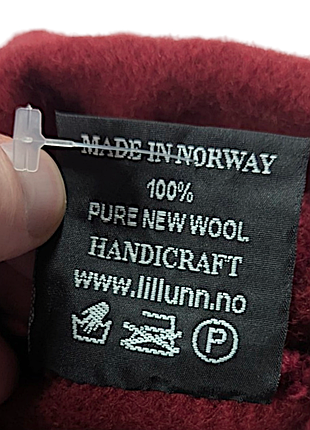 MADE IN NORWAY
100%
PURE NEW WOOL
HANDICRAFT
www.lillunn.no
P